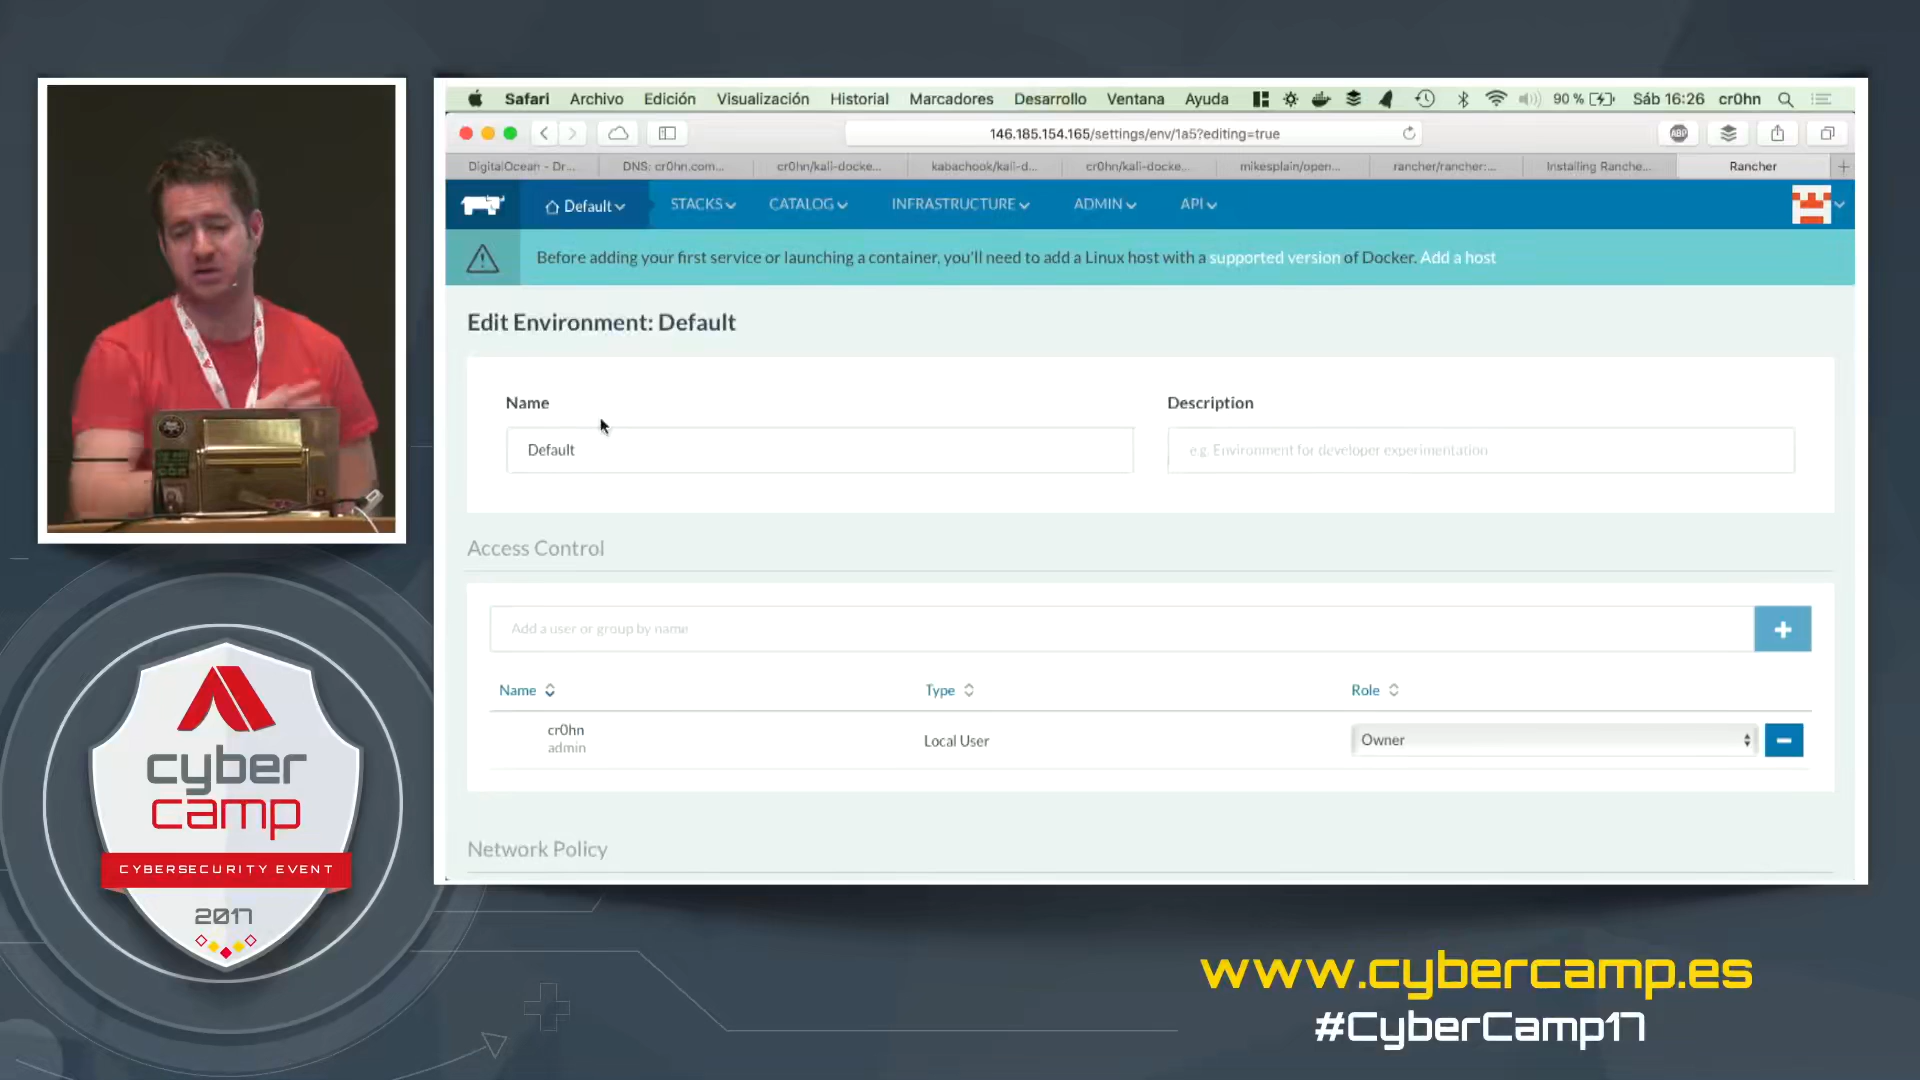 Safari Archivo Edición Visualización Historial Marcadores Desarrollo Ventana Ayuda 90 % Sáb 16:26 cr0hn
146.185.154.165/settings/env/1a5?editing=true
ABP
DigitalOcean - Dr... DNS: cr0hn.com... cr0hn/kali-docke... kabachook/kali-d... cr0hn/kali-docke... mikesplain/open... rancher/rancher:... Installing Ranche... Rancher
Default STACKS CATALOG INFRASTRUCTURE ADMIN API
Before adding your first service or launching a container, you'll need to add a Linux host with a supported version of Docker. Add a host
Edit Environment: Default
Name Description
Default e.g. Environment for developer experimentation
Access Control
Add a user or group by name
Name Type Role
cr0hn
admin
Local User Owner
Network Policy
cyber
camp
CYBERSECURITY EVENT
2017
www.cybercamp.es
#CyberCamp17